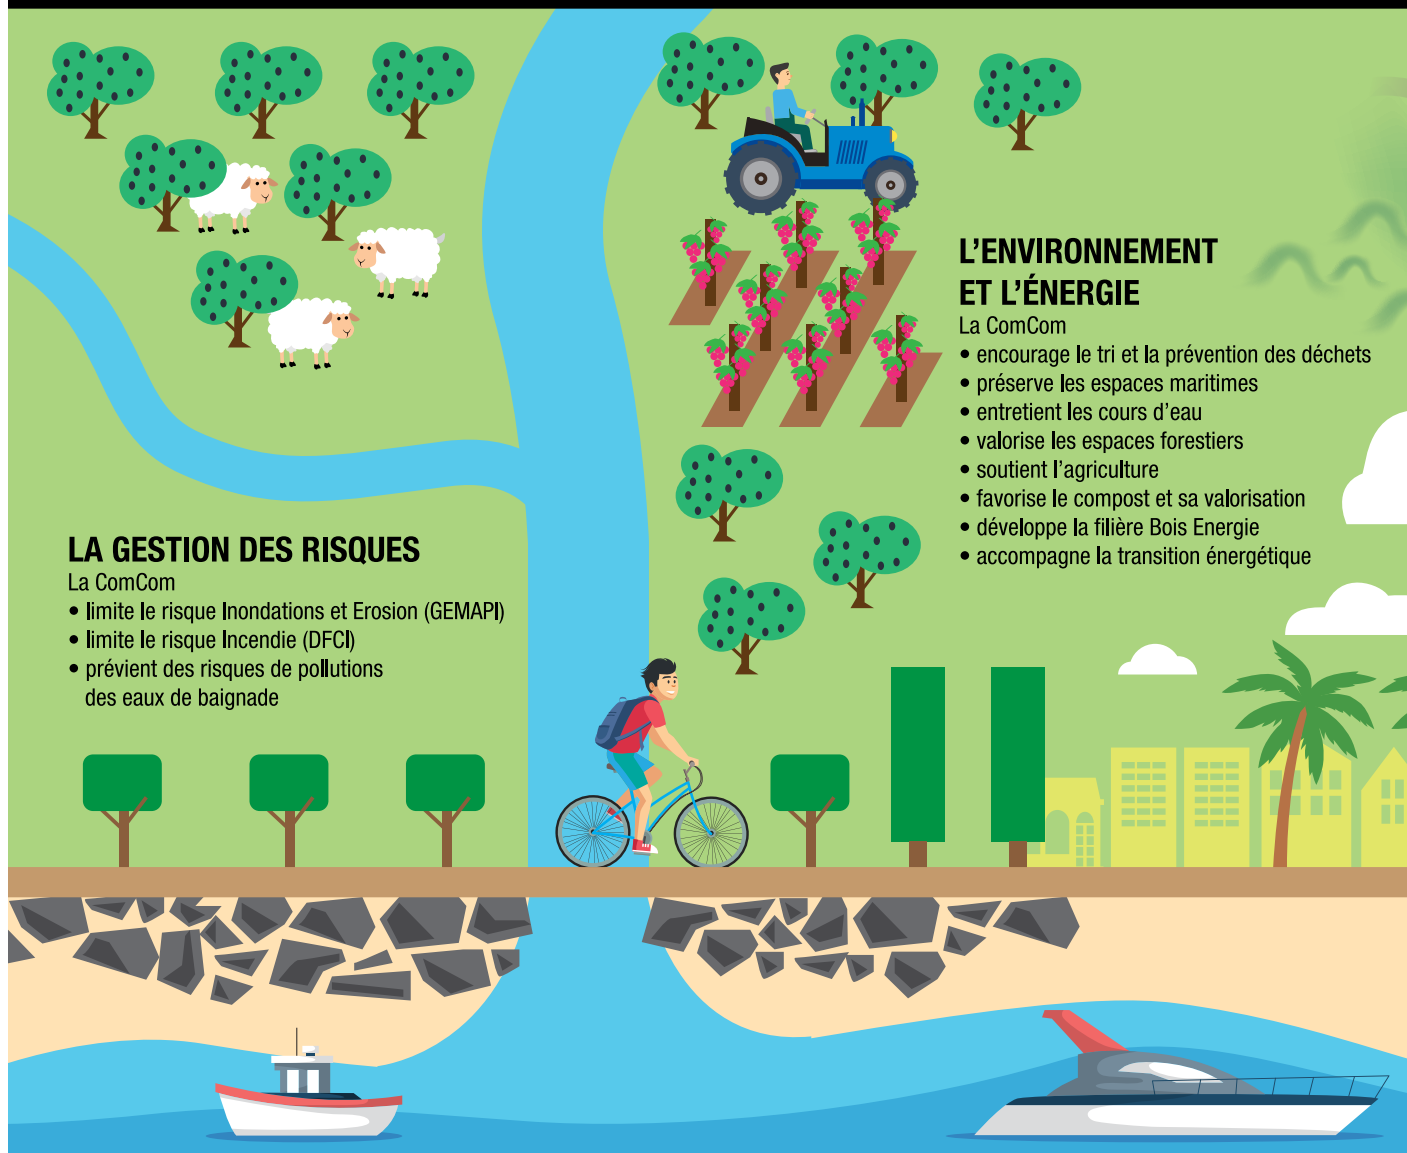 L'ENVIRONNEMENT
ET L'ÉNERGIE
La ComCom
• encourage le tri et la prévention des déchets
• préserve les espaces maritimes
• entretient les cours d'eau
• valorise les espaces forestiers
• soutient l'agriculture
• favorise le compost et sa valorisation
• développe la filière Bois Energie
• accompagne la transition énergétique
LA GESTION DES RISQUES
La ComCom
• limite le risque Inondations et Erosion (GEMAPI)
• limite le risque Incendie (DFCI)
• prévient des risques de pollutions
des eaux de baignade